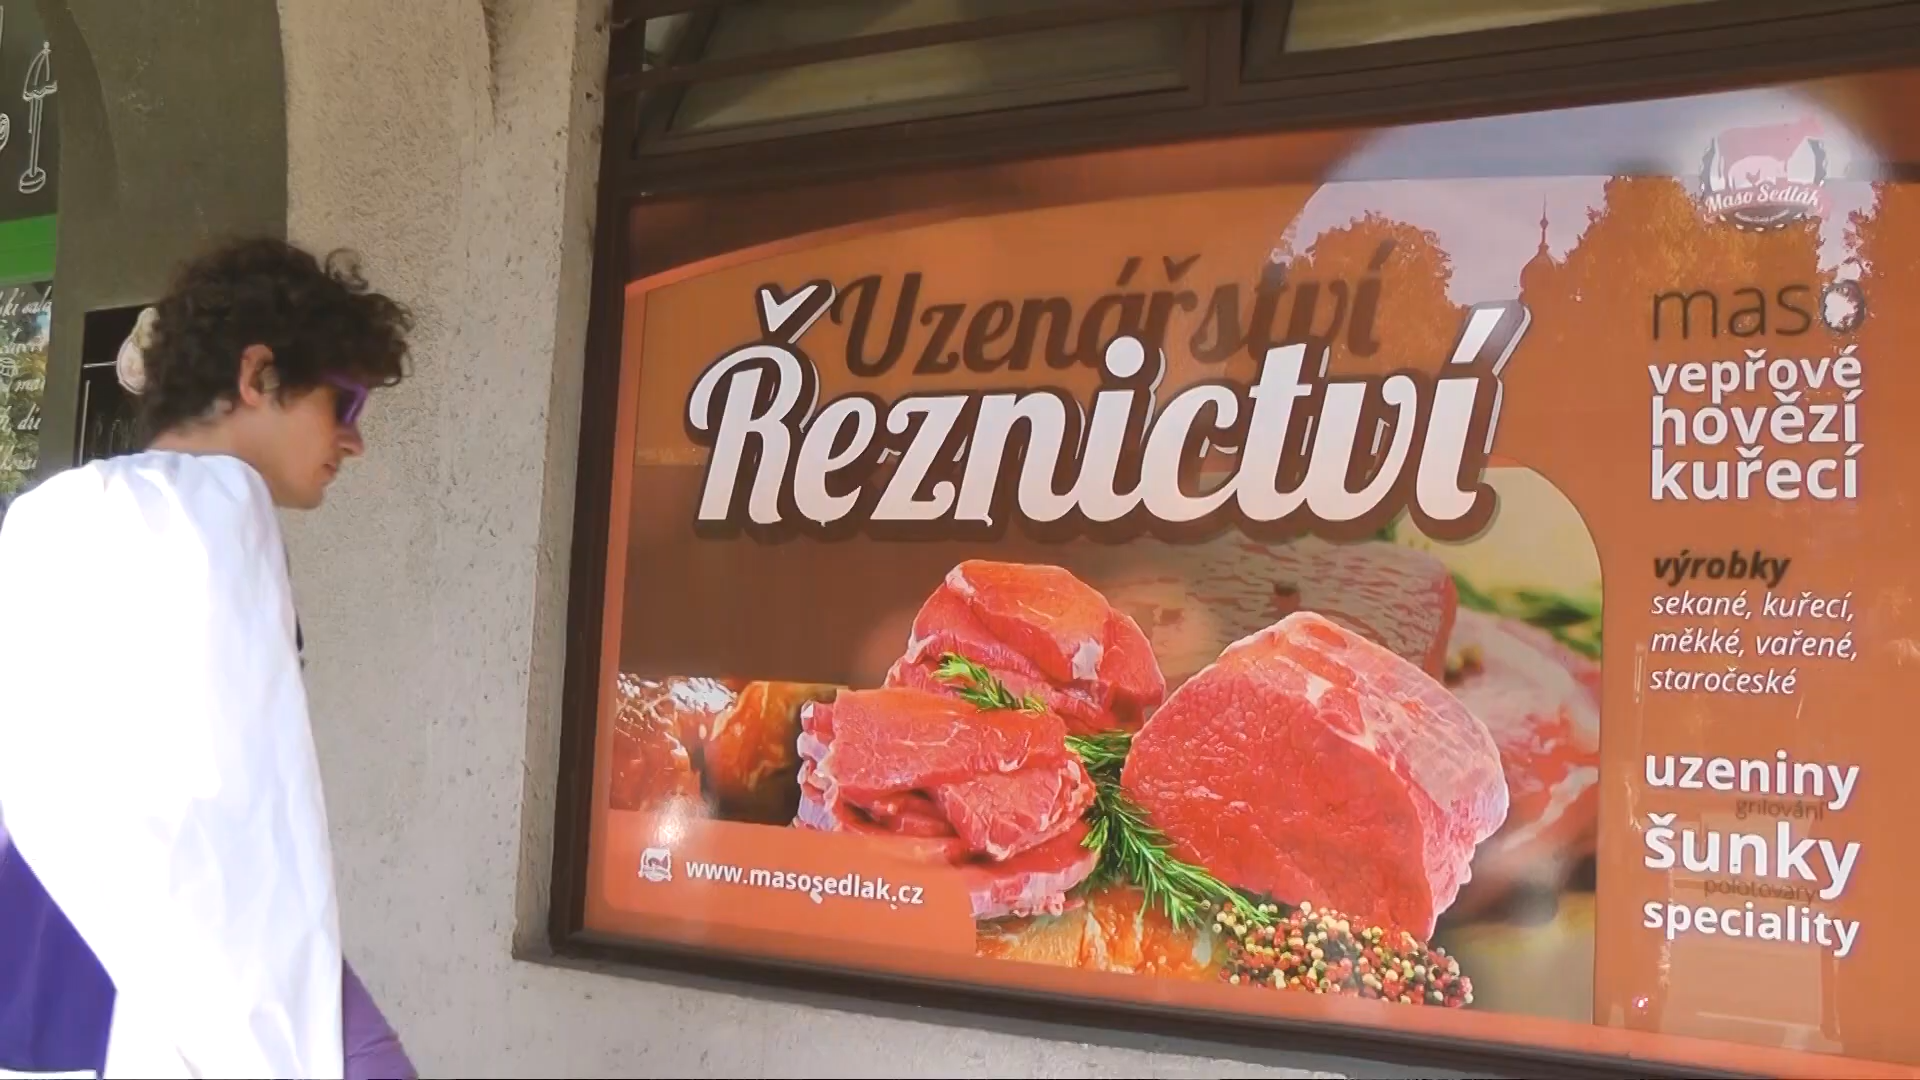 Uzenářství
Řeznictví
www.masosedlak.cz
Maso Sedlák
maso
vepřové
hovězí
kuřecí
výrobky
sekané, kuřecí,
měkké, vařené,
staročeské
uzeniny
grilování
šunky
polotovary
speciality